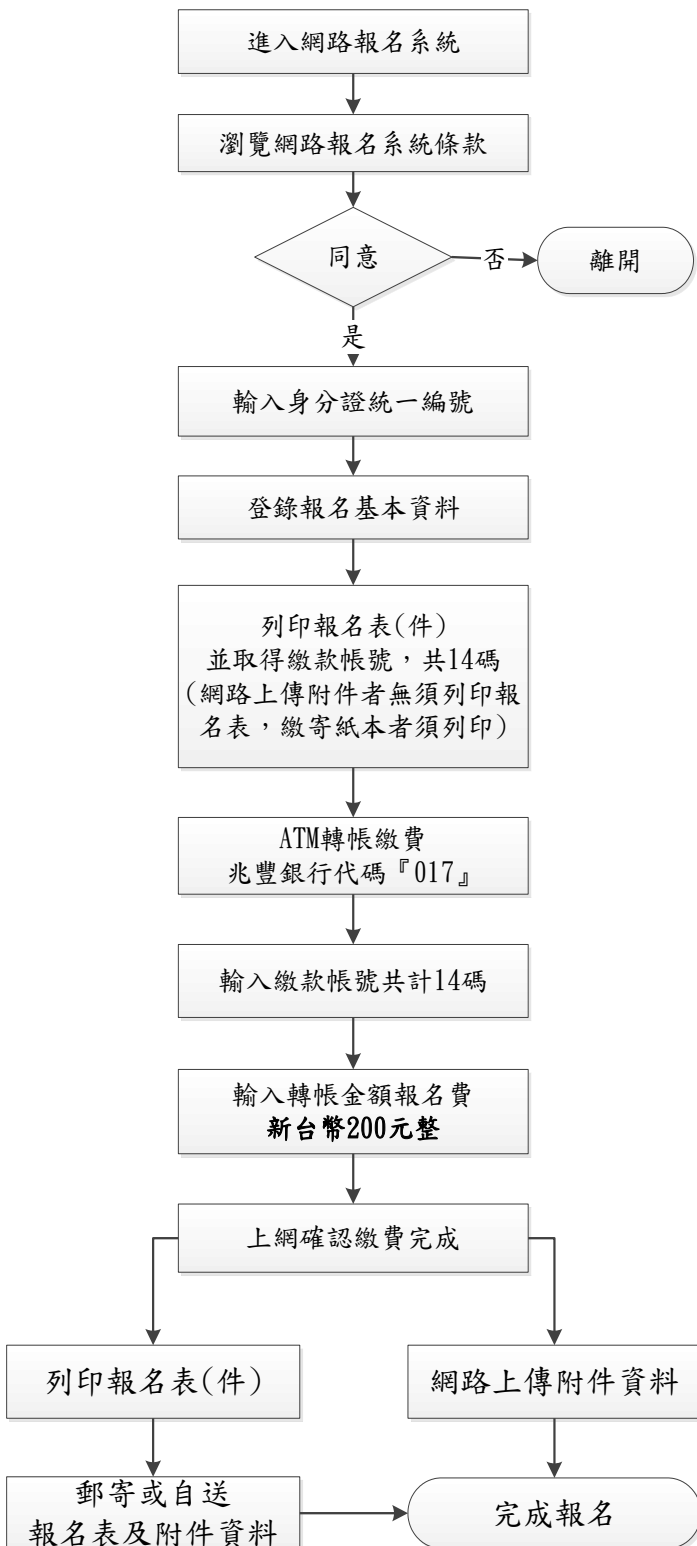 進入網路報名系統
瀏覽網路報名系統條款
同意
否
離開
是
輸入身分證統一編號
登錄報名基本資料
列印報名表(件)
並取得繳款帳號，共14碼
(網路上傳附件者無須列印報
名表，繳寄紙本者須列印)
ATM轉帳繳費
兆豐銀行代碼『017』
輸入繳款帳號共計14碼
輸入轉帳金額報名費
新台幣200元整
上網確認繳費完成
列印報名表(件)
網路上傳附件資料
郵寄或自送
報名表及附件資料
完成報名